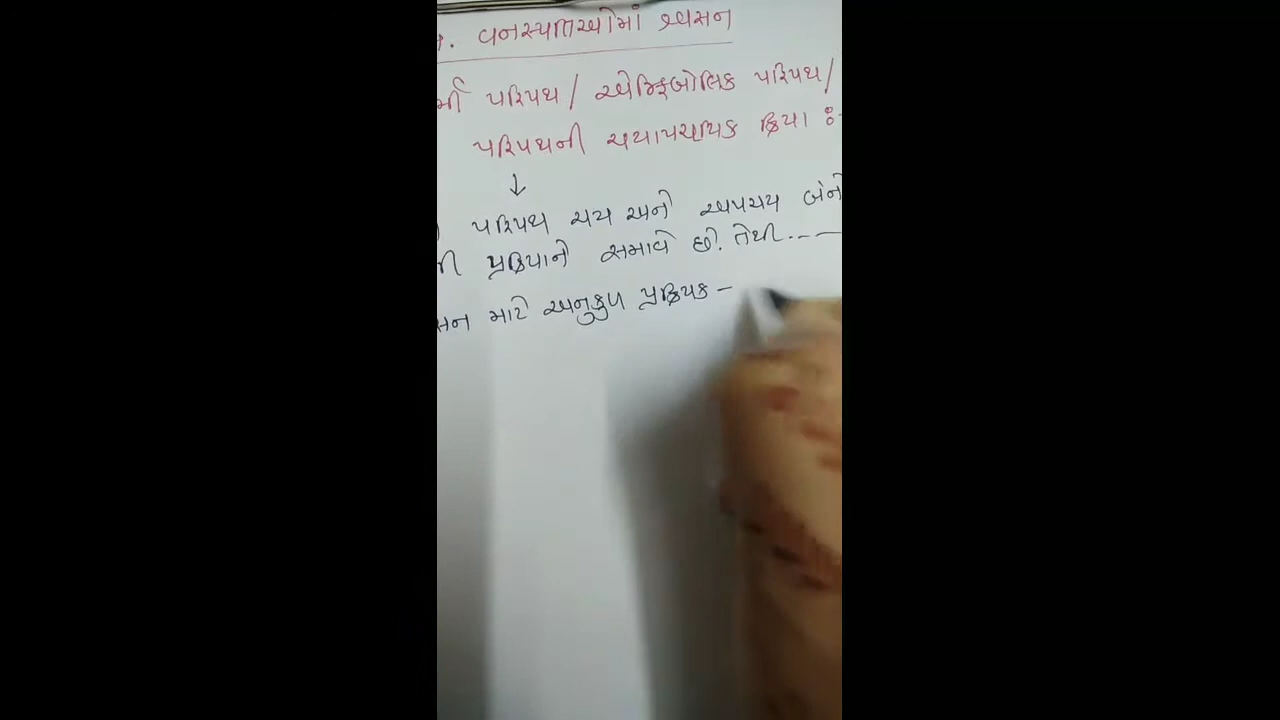 વનસ્પતિઓમાં શ્વસન
પરિપથ / એમ્ફિબોલિક પરિપથ /
પરિપથની ચયાપચયિક ક્રિયા :-
↓
પરિપથ ચય અને અપચય બંને
ની પ્રક્રિયાને સમાવે છે. તેથી ----
સન માટે અનુકુળ પ્રક્રિયક -